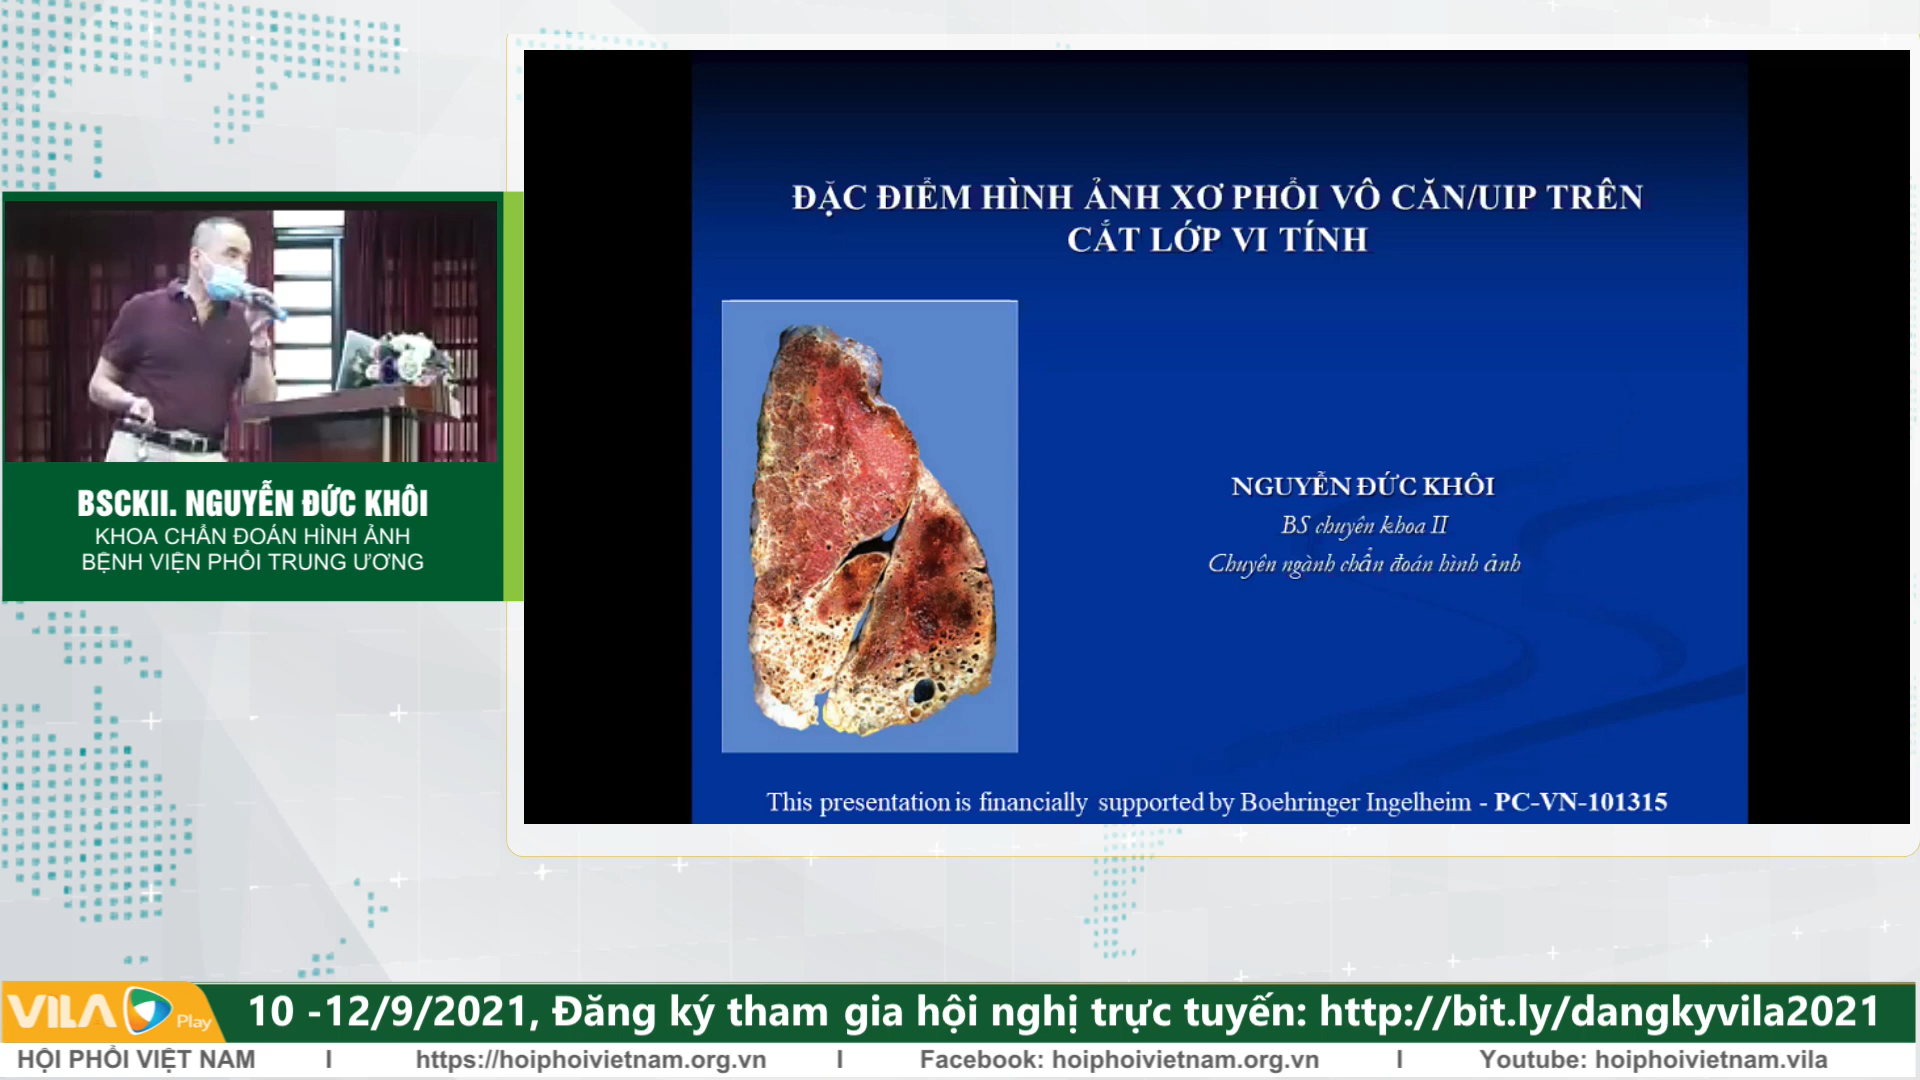 ĐẶC ĐIỂM HÌNH ẢNH XƠ PHỔI VÔ CĂN/UIP TRÊN
CẮT LỚP VI TÍNH
NGUYỄN ĐỨC KHÔI
BS chuyên khoa II
Chuyên ngành chẩn đoán hình ảnh
This presentation is financially supported by Boehringer Ingelheim - PC-VN-101315
BSCKII. NGUYỄN ĐỨC KHÔI
KHOA CHẨN ĐOÁN HÌNH ẢNH
BỆNH VIỆN PHỔI TRUNG ƯƠNG
VILA Play
10 -12/9/2021, Đăng ký tham gia hội nghị trực tuyến: http://bit.ly/dangkyvila2021
HỘI PHỔI VIỆT NAM I https://hoiphoivietnam.org.vn I Facebook: hoiphoivietnam.org.vn I Youtube: hoiphoivietnam.vila